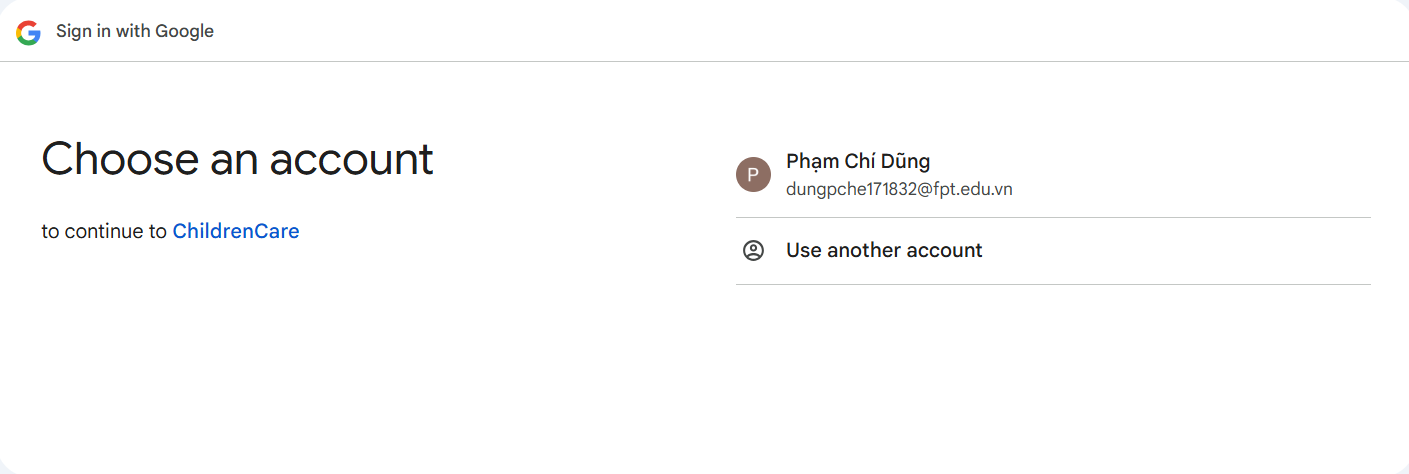 Sign in with Google
Choose an account
to continue to ChildrenCare
P
Phạm Chí Dũng
dungpche171832@fpt.edu.vn
Use another account